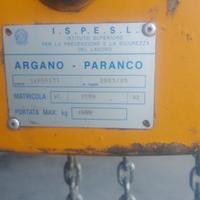 I.S.P.E.S.L.
ISTITUTO SUPERIORE
PER LA PREVENZIONE E LA SICUREZZA
DEL LAVORO
ARGANO - PARANCO
MATRICOLA
PORTATA MAX. kg